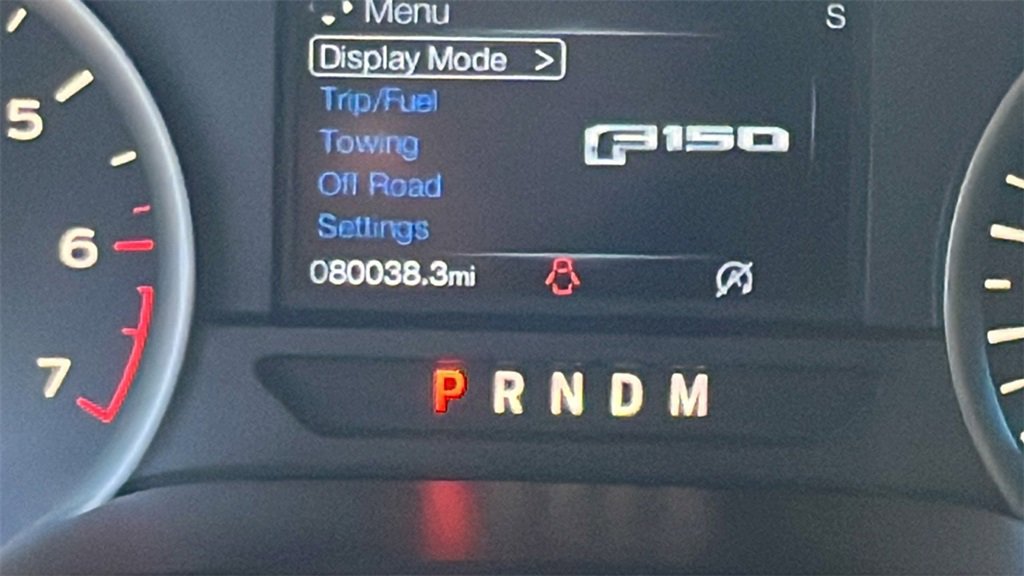 Menu
S
Display Mode >
Trip/Fuel
Towing
F150
Off Road
Settings
080038.3mi
5
6
7
P R N D M